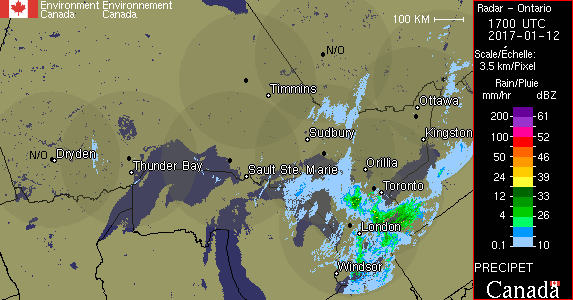 Environment Environnement
Canada Canada
100 KM
N/O
Timmins
Ottawa
Sudbury
Kingston
N/O
Dryden
Thunder Bay
Sault Ste. Marie
Orillia
Toronto
London
Windsor
Radar - Ontario
1700 UTC
2017-01-12
Scale/Échelle:
3.5 km/Pixel
Rain/Pluie
mm/hr dBZ
200 61
100 52
50 46
24 39
12 33
4 26
0.1 10
PRECIPET
Canada